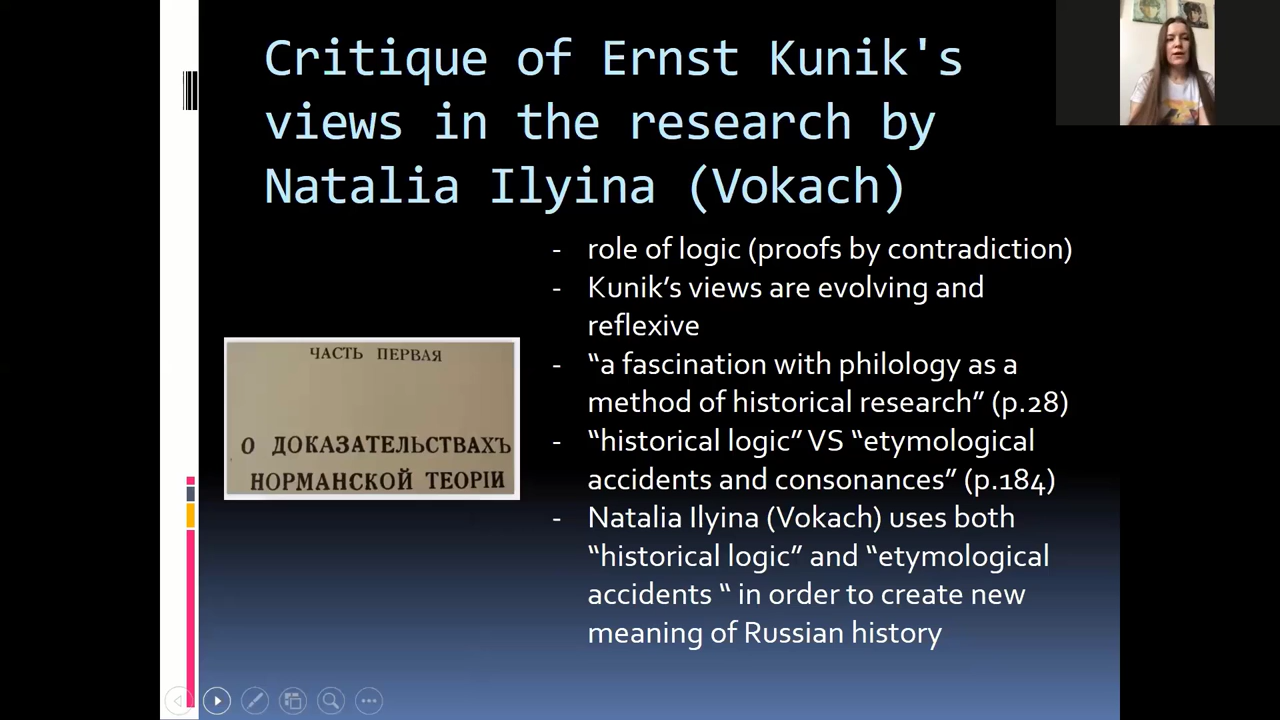 Critique of Ernst Kunik's
views in the research by
Natalia Ilyina (Vokach)
- role of logic (proofs by contradiction)
- Kunik’s views are evolving and
reflexive
- “a fascination with philology as a
method of historical research” (p.28)
- “historical logic” VS “etymological
accidents and consonances” (p.184)
- Natalia Ilyina (Vokach) uses both
“historical logic” and “etymological
accidents “ in order to create new
meaning of Russian history
ЧАСТЬ ПЕРВАЯ
О ДОКАЗАТЕЛЬСТВАХЪ
НОРМАНСКОЙ ТЕОРІИ